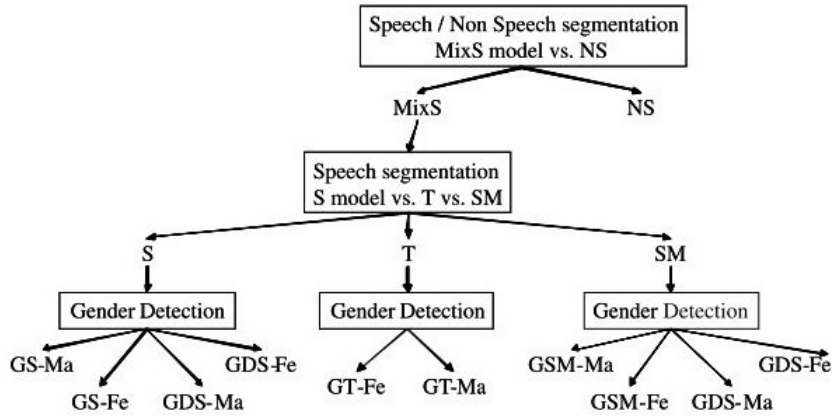 Speech / Non Speech segmentation
MixS model vs. NS
MixS
NS
Speech segmentation
S model vs. T vs. SM
S
T
SM
Gender Detection
Gender Detection
Gender Detection
GS-Ma
GDS-Fe
GS-Fe
GDS-Ma
GT-Fe
GT-Ma
GSM-Ma
GDS-Fe
GSM-Fe
GDS-Ma